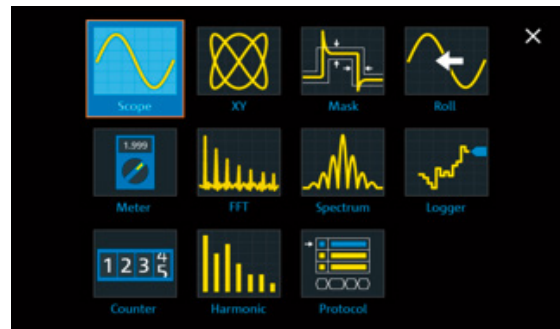 Scope XY Mask Roll
1.999
Meter FFT Spectrum Logger
1 2 3 4 5
Counter Harmonic Protocol